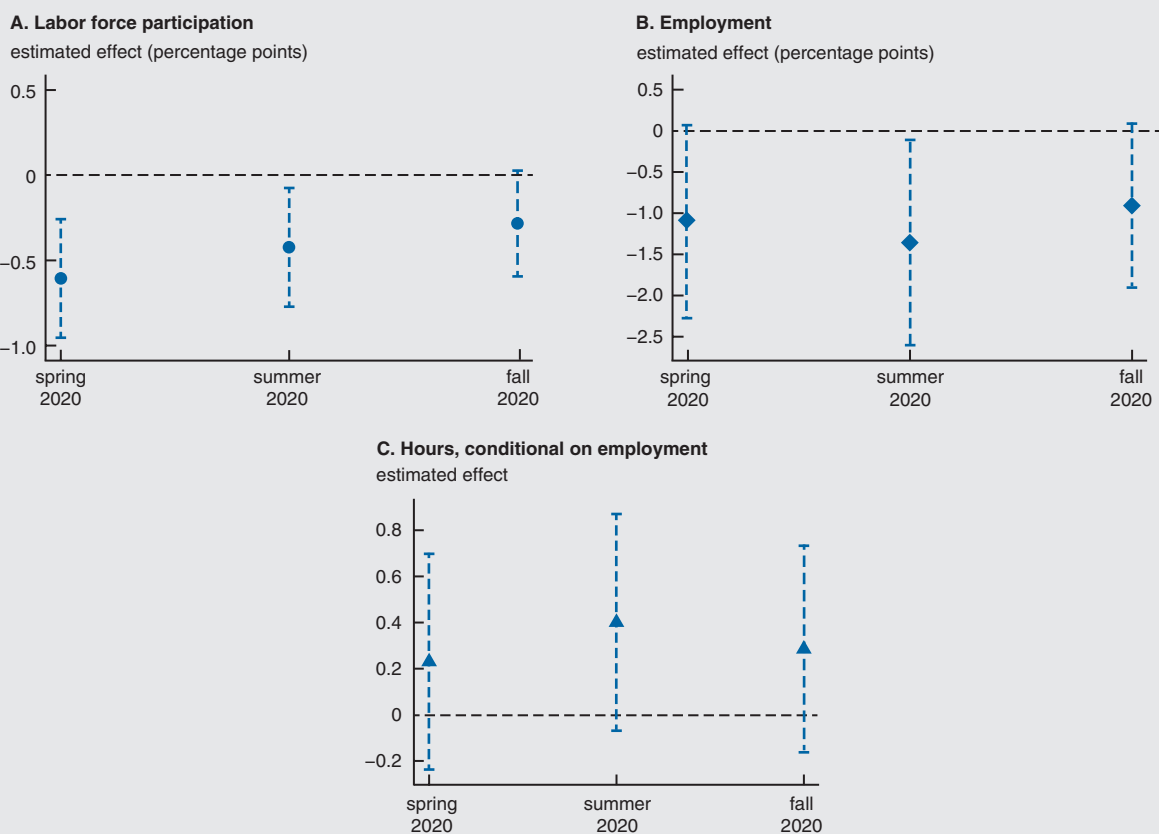 A. Labor force participation
estimated effect (percentage points)
0.5
0
−0.5
−1.0
spring
2020
summer
2020
fall
2020
B. Employment
estimated effect (percentage points)
0.5
0
−0.5
−1.0
−1.5
−2.0
−2.5
spring
2020
summer
2020
fall
2020
C. Hours, conditional on employment
estimated effect
0.8
0.6
0.4
0.2
0
−0.2
spring
2020
summer
2020
fall
2020